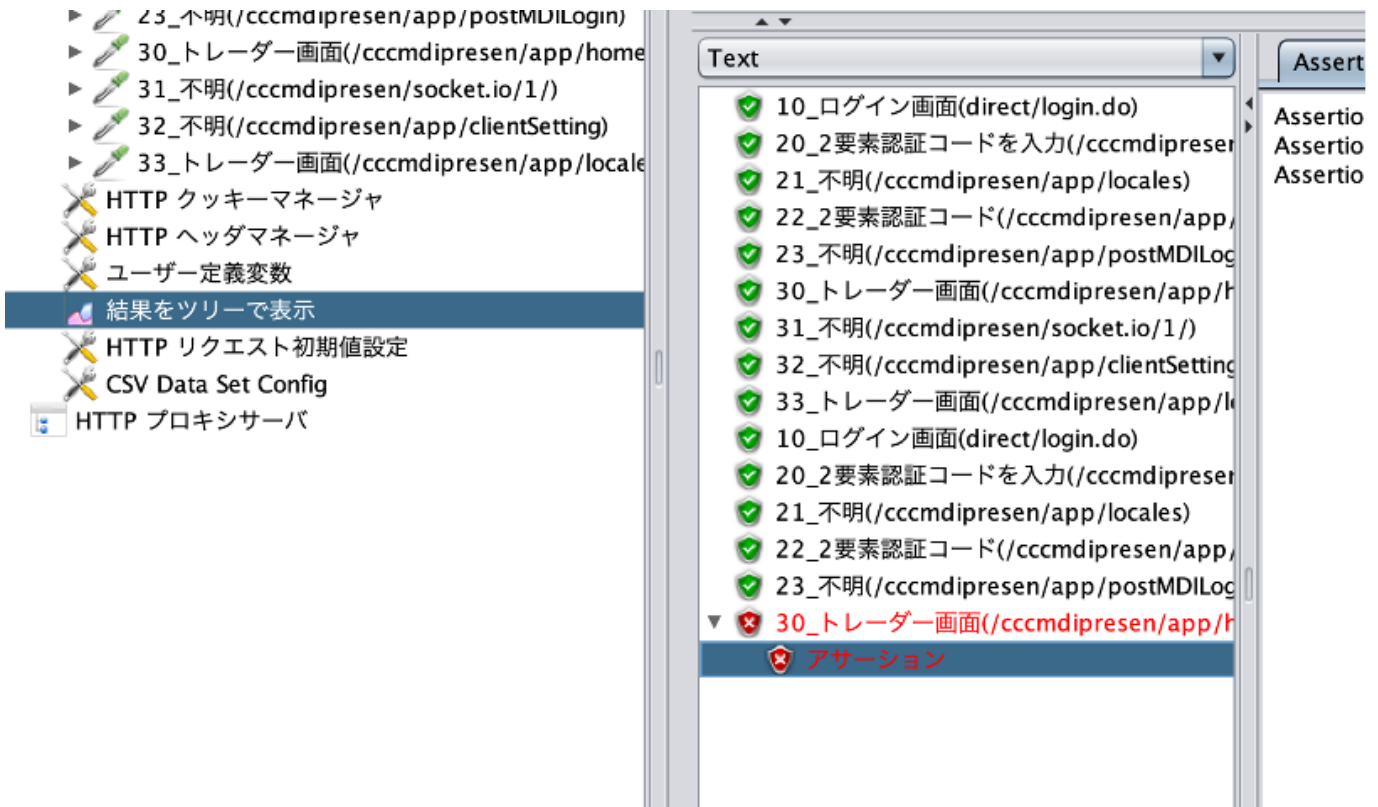 23_不明(/cccmdipresen/app/postMDILogin)
30_トレーダー画面(/cccmdipresen/app/home
31_不明(/cccmdipresen/socket.io/1/)
32_不明(/cccmdipresen/app/clientSetting)
33_トレーダー画面(/cccmdipresen/app/locale
HTTP クッキーマネージャ
HTTP ヘッダマネージャ
ユーザー定義変数
結果をツリーで表示
HTTP リクエスト初期値設定
CSV Data Set Config
HTTP プロキシサーバ
Text
10_ログイン画面(direct/login.do)
20_2要素認証コードを入力(/cccmdipresen
21_不明(/cccmdipresen/app/locales)
22_2要素認証コード(/cccmdipresen/app/
23_不明(/cccmdipresen/app/postMDILog
30_トレーダー画面(/cccmdipresen/app/h
31_不明(/cccmdipresen/socket.io/1/)
32_不明(/cccmdipresen/app/clientSetting
33_トレーダー画面(/cccmdipresen/app/l
10_ログイン画面(direct/login.do)
20_2要素認証コードを入力(/cccmdipresen
21_不明(/cccmdipresen/app/locales)
22_2要素認証コード(/cccmdipresen/app/
23_不明(/cccmdipresen/app/postMDILog
30_トレーダー画面(/cccmdipresen/app/h
アサーション
Assert
Assertio
Assertio
Assertio